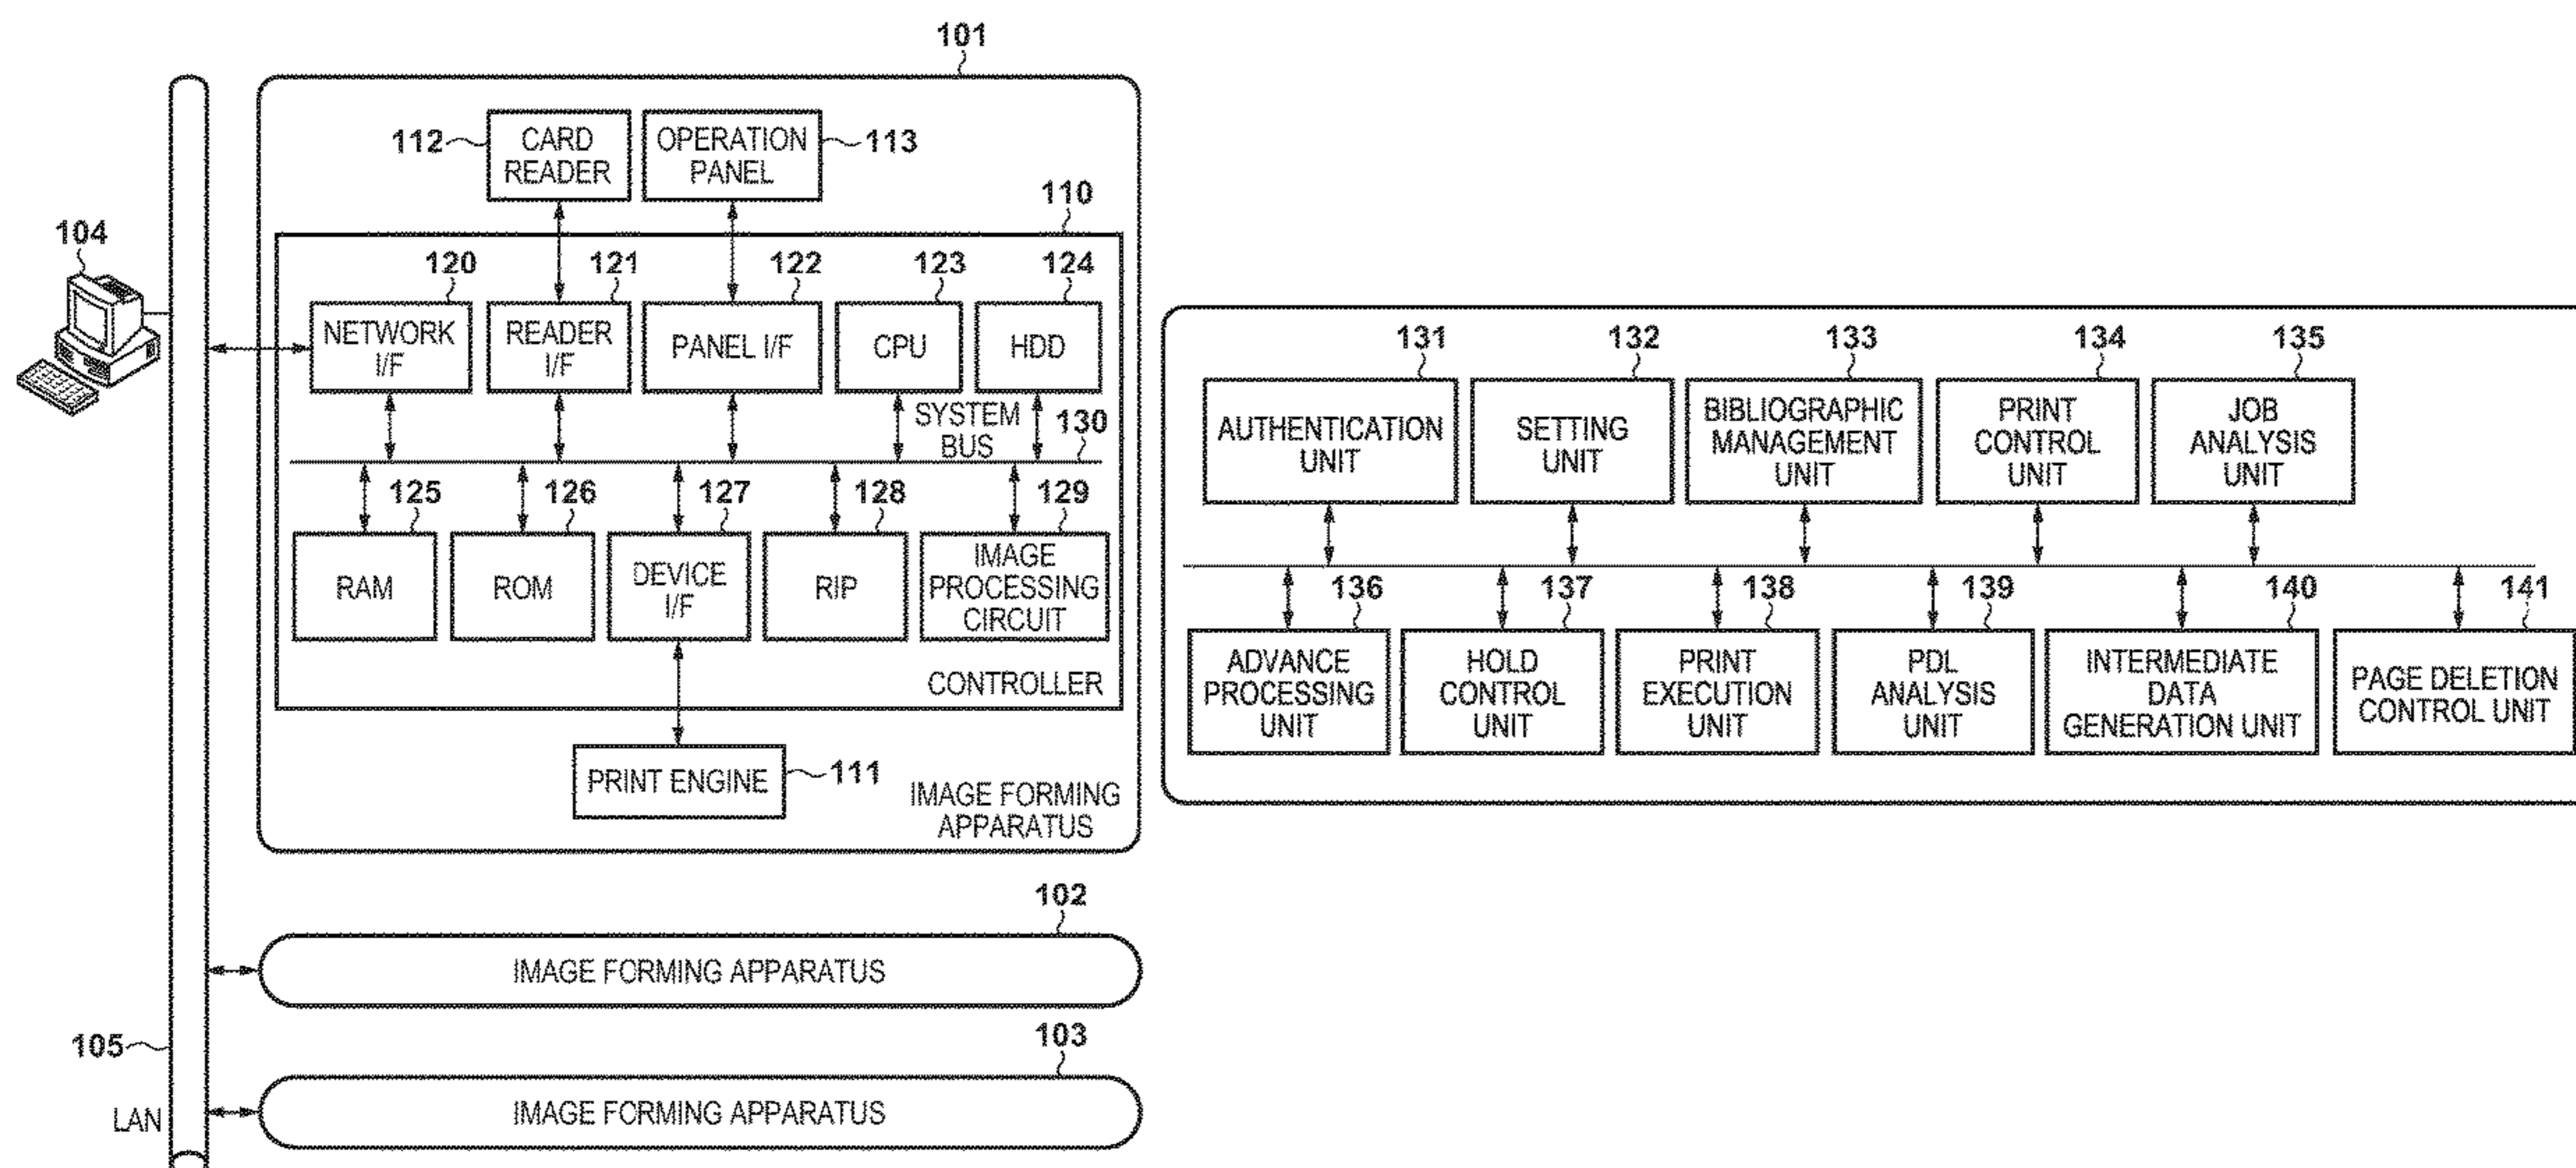 101
112
CARD
READER
OPERATION
PANEL
113
110
104
120
121
122
123
124
NETWORK
I/F
READER
I/F
PANEL I/F
CPU
HDD
SYSTEM
BUS
130
125
126
127
128
129
RAM
ROM
DEVICE
I/F
RIP
IMAGE
PROCESSING
CIRCUIT
CONTROLLER
PRINT ENGINE
111
IMAGE FORMING
APPARATUS
102
IMAGE FORMING APPARATUS
103
IMAGE FORMING APPARATUS
105
LAN
131
132
133
134
135
AUTHENTICATION
UNIT
SETTING
UNIT
BIBLIOGRAPHIC
MANAGEMENT
UNIT
PRINT
CONTROL
UNIT
JOB
ANALYSIS
UNIT
136
137
138
139
140
141
ADVANCE
PROCESSING
UNIT
HOLD
CONTROL
UNIT
PRINT
EXECUTION
UNIT
PDL
ANALYSIS
UNIT
INTERMEDIATE
DATA
GENERATION UNIT
PAGE DELETION
CONTROL UNIT